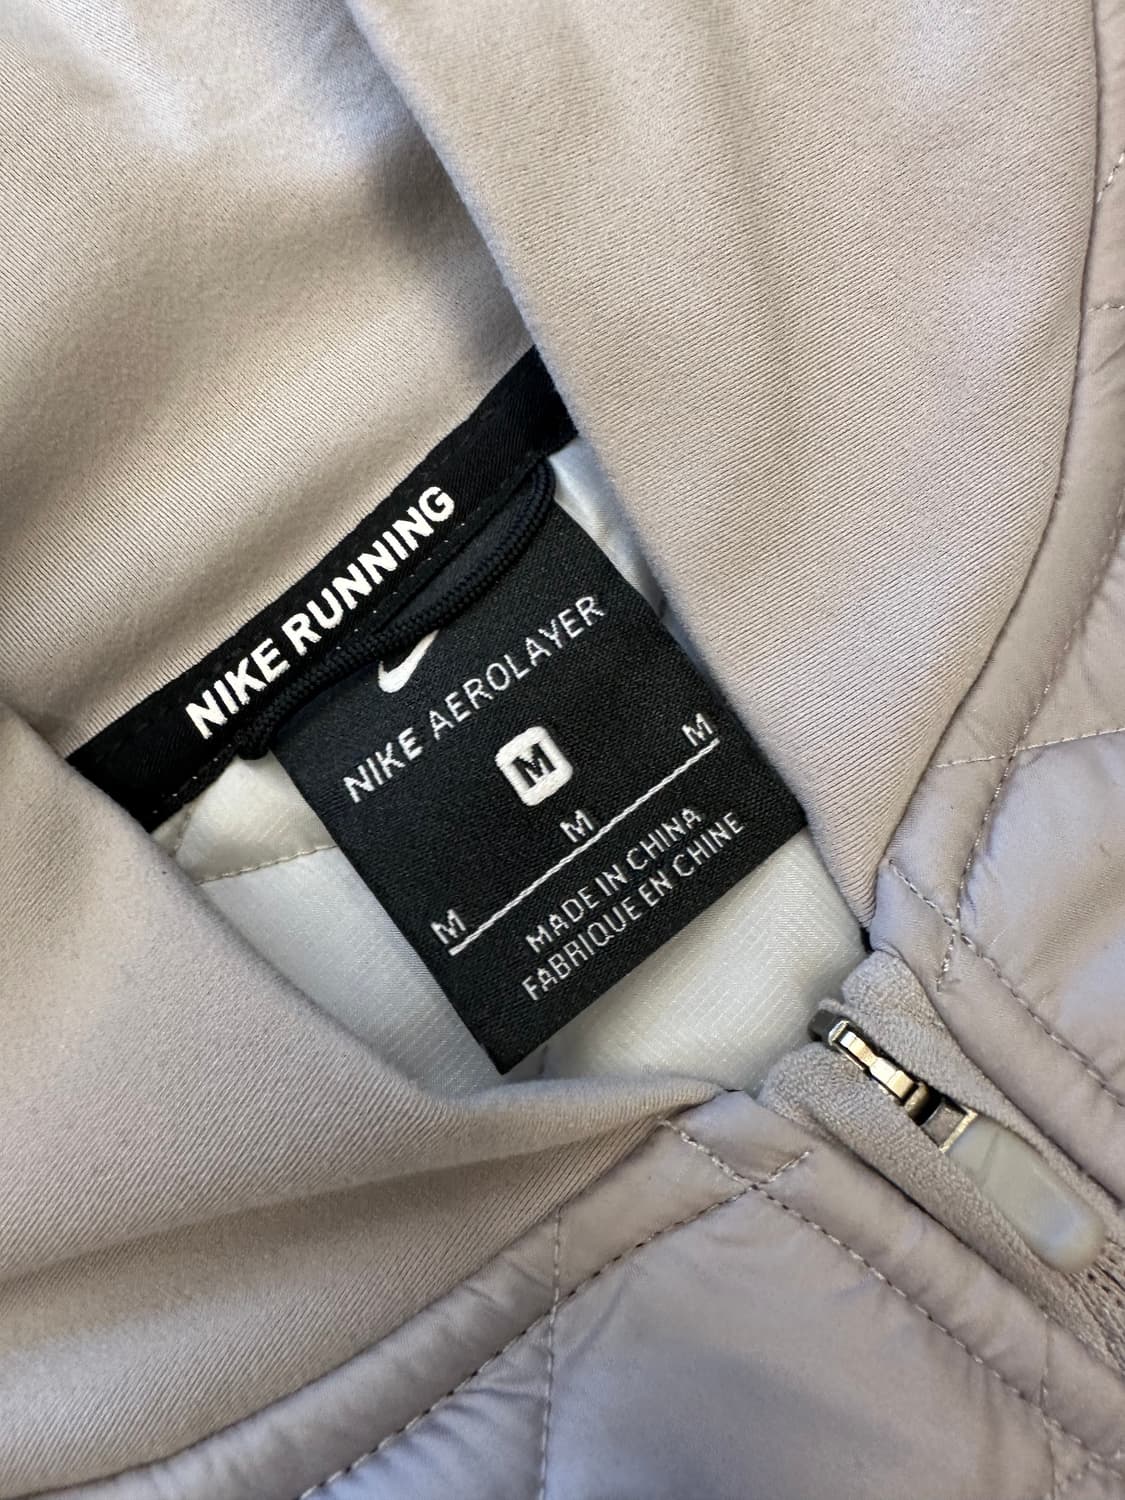 NIKE RUNNING
NIKE AEROLAYER
M
M
M
M
MADE IN CHINA
FABRIQUE EN CHINE